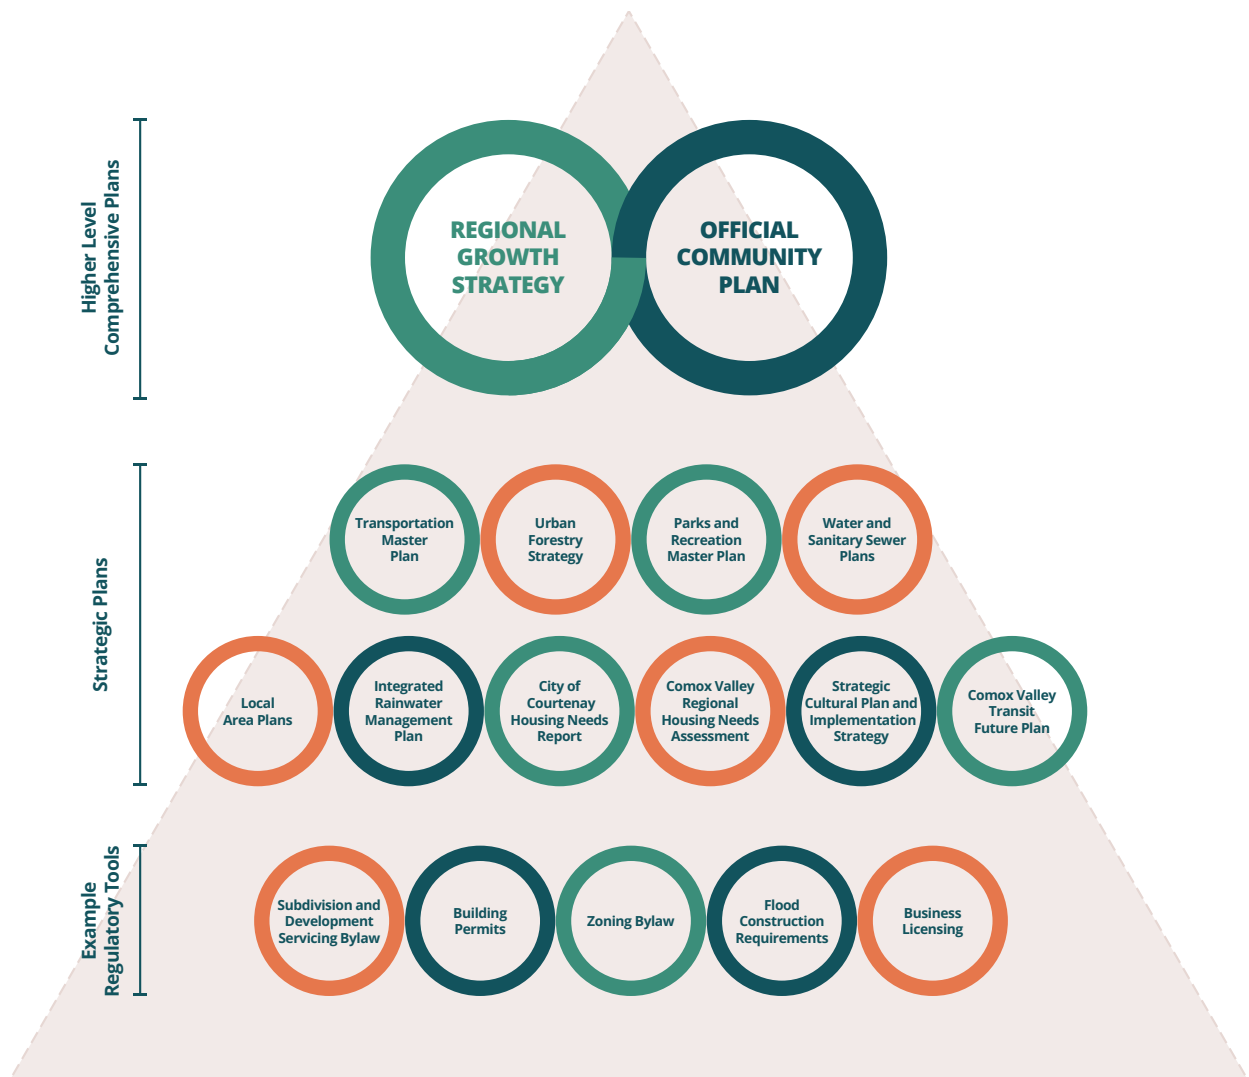 Higher Level
Comprehensive Plans
REGIONAL
GROWTH
STRATEGY
OFFICIAL
COMMUNITY
PLAN
Strategic Plans
Transportation
Master
Plan
Urban
Forestry
Strategy
Parks and
Recreation
Master Plan
Water and
Sanitary Sewer
Plans
Local
Area Plans
Integrated
Rainwater
Management
Plan
City of
Courtenay
Housing Needs
Report
Comox Valley
Regional
Housing Needs
Assessment
Strategic
Cultural Plan and
Implementation
Strategy
Comox Valley
Transit
Future Plan
Example
Regulatory Tools
Subdivision and
Development
Servicing Bylaw
Building
Permits
Zoning Bylaw
Flood
Construction
Requirements
Business
Licensing